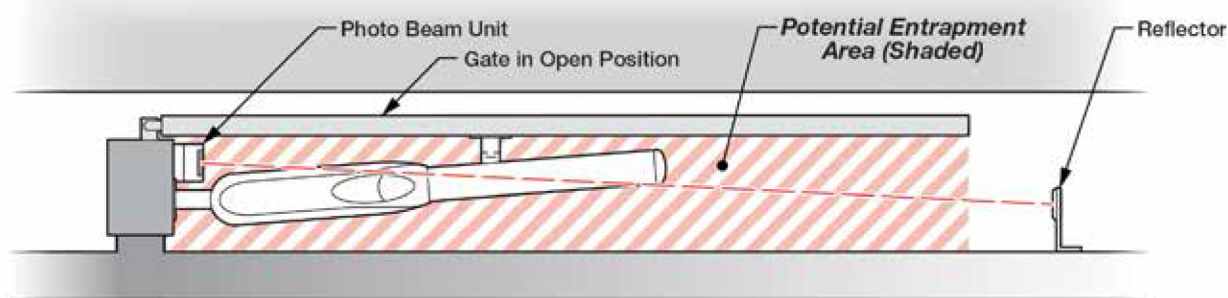 Photo Beam Unit
Gate in Open Position
Potential Entrapment
Area (Shaded)
Reflector